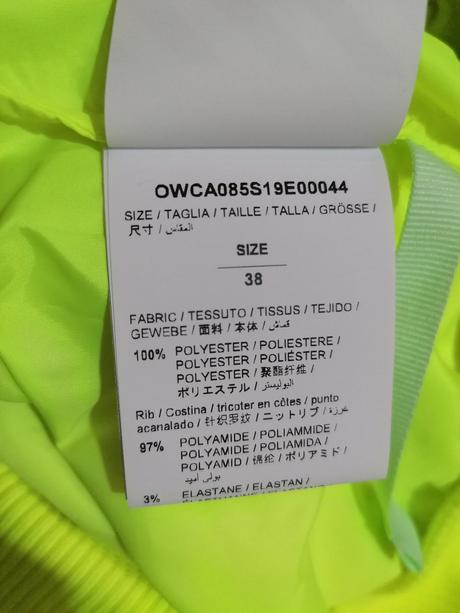 OWCA085S19E00044
SIZE / TAGLIA / TAILLE / TALLA / GRÖSSE /
尺寸 / المقاس /
SIZE
38
FABRIC / TESSUTO / TISSUS / TEJIDO /
GEWEBE / 面料 / 本体 / قماش /
100% POLYESTER / POLIESTERE /
POLYESTER / POLIÉSTER /
POLYESTER / 聚酯纤维 /
ポリエステル / البوليستر /
Rib / Costina / tricoter en côtes / punto
acanalado / 针织罗纹 / ニットリブ / غرزة /
97% POLYAMIDE / POLIAMMIDE /
POLYAMIDE / POLIAMIDA /
POLYAMID / 锦纶 / ポリアミド /
بولي أميد
3% ELASTANE / ELASTAN /